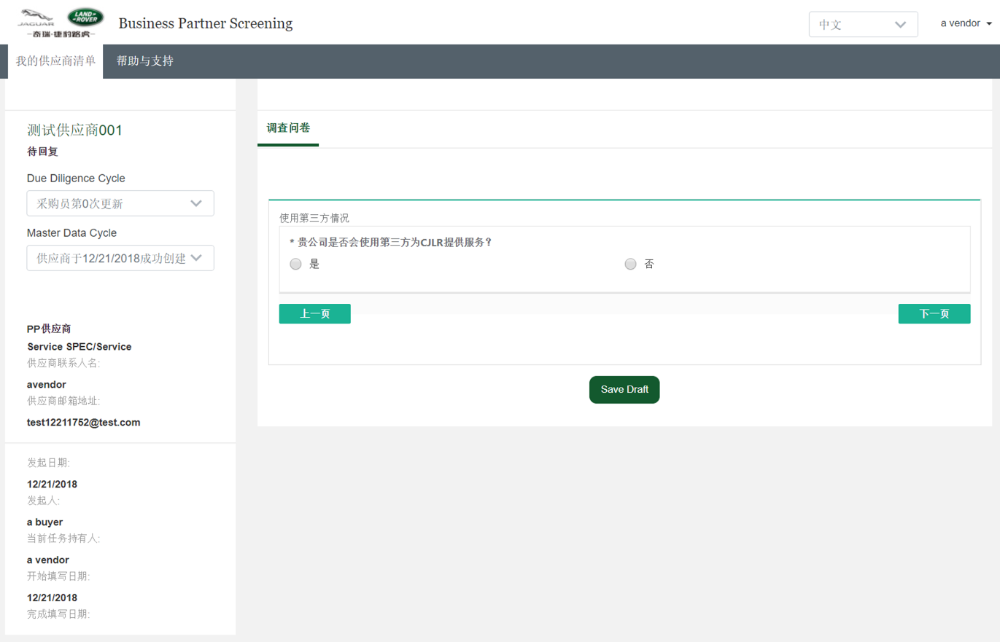 JAGUAR
LAND-
ROVER
奇瑞·捷豹路虎
Business Partner Screening
中文
a vendor
我的供应商清单
帮助与支持
测试供应商001
待回复
Due Diligence Cycle
采购员第0次更新
Master Data Cycle
供应商于12/21/2018成功创建
PP供应商
Service SPEC/Service
供应商联系人名:
avendor
供应商邮箱地址:
test12211752@test.com
发起日期:
12/21/2018
发起人:
a buyer
当前任务持有人:
a vendor
开始填写日期:
12/21/2018
完成填写日期:
调查问卷
使用第三方情况
* 贵公司是否会使用第三方为CJLR提供服务？
是
否
上一页
下一页
Save Draft